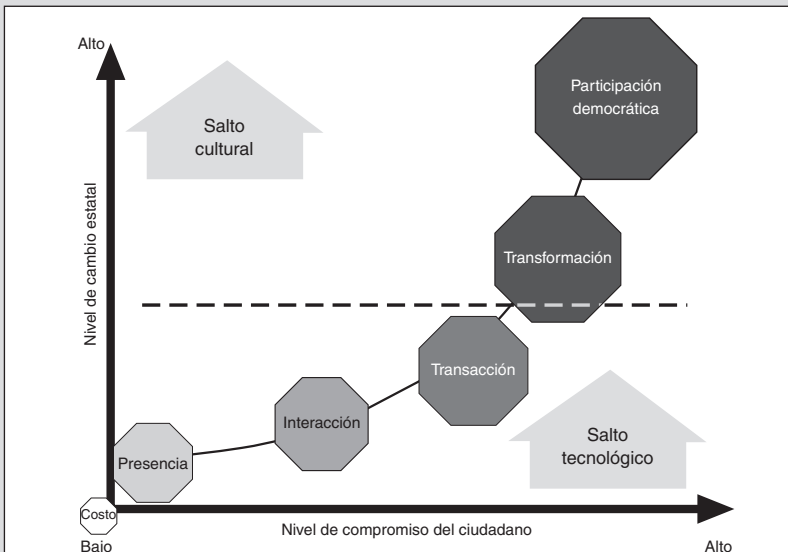 Alto
Participación
democrática
Salto
cultural
Nivel de cambio estatal
Transformación
Transacción
Interacción
Salto
tecnológico
Presencia
Costo
Nivel de compromiso del ciudadano
Bajo
Alto